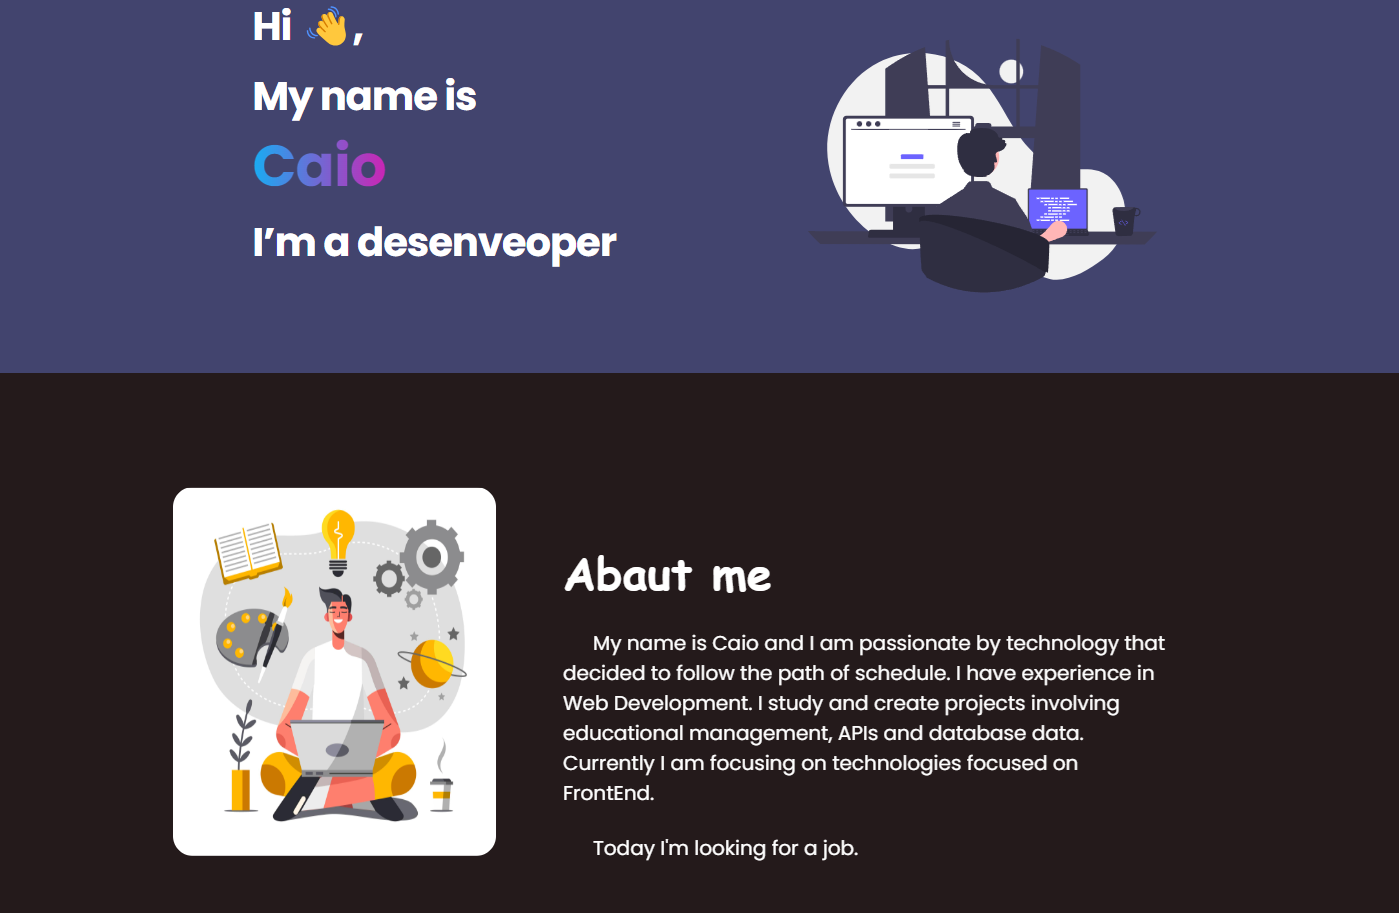 Hi 👋,
My name is
Caio
I’m a desenveoper
Abaut me
My name is Caio and I am passionate by technology that
decided to follow the path of schedule. I have experience in
Web Development. I study and create projects involving
educational management, APIs and database data.
Currently I am focusing on technologies focused on
FrontEnd.
Today I'm looking for a job.